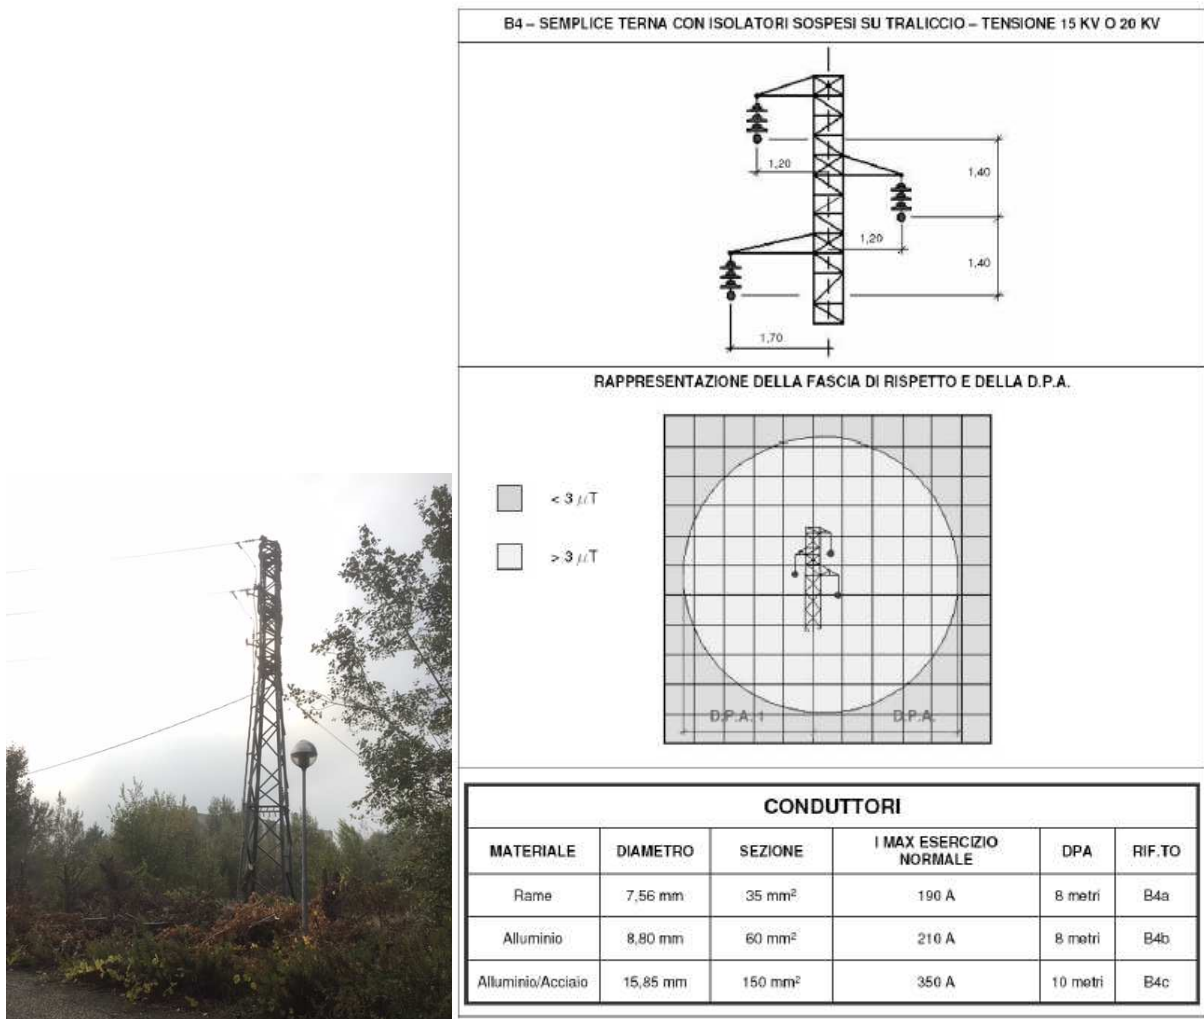 B4 – SEMPLICE TERNA CON ISOLATORI SOSPESI SU TRALICCIO – TENSIONE 15 KV O 20 KV
1,20
1,40
1,20
1,40
1,70
RAPPRESENTAZIONE DELLA FASCIA DI RISPETTO E DELLA D.P.A.
< 3 µT
> 3 µT
D.P.A. 1 D.P.A.
CONDUTTORI
MATERIALE DIAMETRO SEZIONE I MAX ESERCIZIO NORMALE DPA RIF.TO
Rame 7,56 mm 35 mm² 190 A 8 metri B4a
Alluminio 8,80 mm 60 mm² 210 A 8 metri B4b
Alluminio/Acciaio 15,85 mm 150 mm² 350 A 10 metri B4c